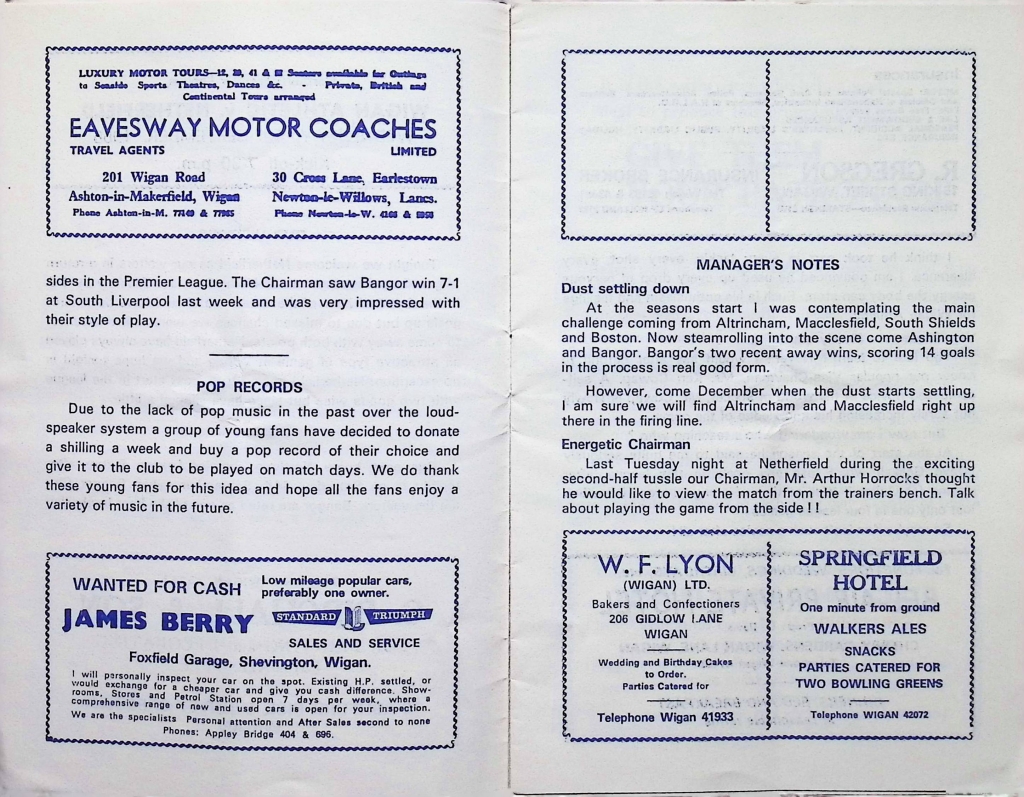 LUXURY MOTOR TOURS—12, 29, 41 & Seaters available for Outings
to Seaside Sports Theatres, Dances &c. - Private, British and
Continental Tours arranged
EAVESWAY MOTOR COACHES
TRAVEL AGENTS LIMITED
201 Wigan Road
Ashton-in-Makerfield, Wigan
Phone Ashton-in-M.
30 Cross Lane, Earlestown
Newton-le-Willows, Lancs.
Phone Newton-le-W.
sides in the Premier League. The Chairman saw Bangor win 7-1
at South Liverpool last week and was very impressed with
their style of play.
POP RECORDS
Due to the lack of pop music in the past over the loud-
speaker system a group of young fans have decided to donate
a shilling a week and buy a pop record of their choice and
give it to the club to be played on match days. We do thank
these young fans for this idea and hope all the fans enjoy a
variety of music in the future.
WANTED FOR CASH
Low mileage popular cars,
preferably one owner.
JAMES BERRY
STANDARD TRIUMPH
SALES AND SERVICE
Foxfield Garage, Shevington, Wigan.
I will personally inspect your car on the spot. Existing H.P. settled, or
would exchange for a cheaper car and give you cash difference. Show-
rooms, Stores and Petrol Station open 7 days per week, where a
comprehensive range of new and used cars is open for your inspection.
We are the specialists Personal attention and After Sales second to none
Phones: Appley Bridge 404 & 696.
MANAGER'S NOTES
Dust settling down
At the seasons start I was contemplating the main
challenge coming from Altrincham, Macclesfield, South Shields
and Boston. Now steamrolling into the scene come Ashington
and Bangor. Bangor's two recent away wins, scoring 14 goals
in the process is real good form.
However, come December when the dust starts settling,
I am sure we will find Altrincham and Macclesfield right up
there in the firing line.
Energetic Chairman
Last Tuesday night at Netherfield during the exciting
second-half tussle our Chairman, Mr. Arthur Horrocks thought
he would like to view the match from the trainers bench. Talk
about playing the game from the side ! !
W. F. LYON
(WIGAN) LTD.
Bakers and Confectioners
206 GIDLOW LANE
WIGAN
Wedding and Birthday Cakes
to Order.
Parties Catered for
Telephone Wigan 41933
SPRINGFIELD
HOTEL
One minute from ground
WALKERS ALES
SNACKS
PARTIES CATERED FOR
TWO BOWLING GREENS
Telephone WIGAN 42072